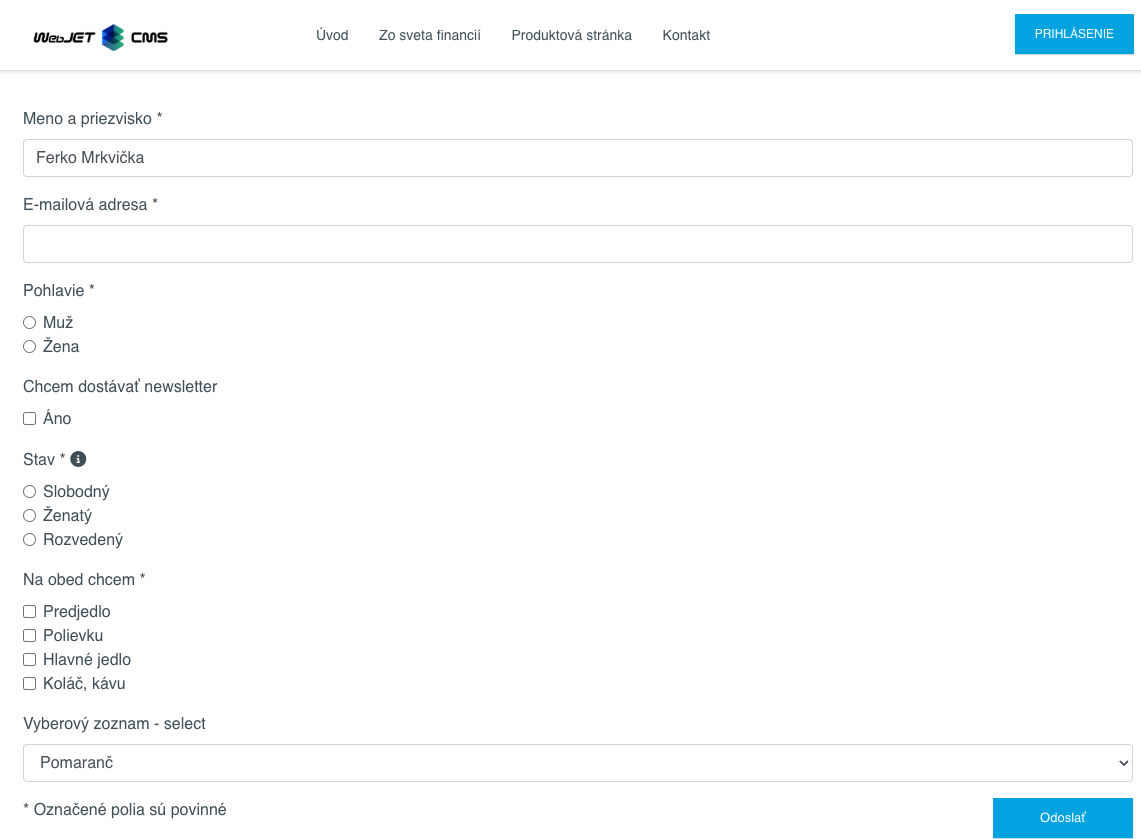 WebJET CMS
Úvod
Zo sveta financií
Produktová stránka
Kontakt
PRIHLÁSENIE
Meno a priezvisko *
Ferko Mrkvička
E-mailová adresa *
Pohlavie *
Muž
Žena
Chcem dostávať newsletter
Áno
Stav *
Slobodný
Ženatý
Rozvedený
Na obed chcem *
Predjedlo
Polievku
Hlavné jedlo
Koláč, kávu
Vyberový zoznam - select
Pomaranč
* Označené polia sú povinné
Odoslať